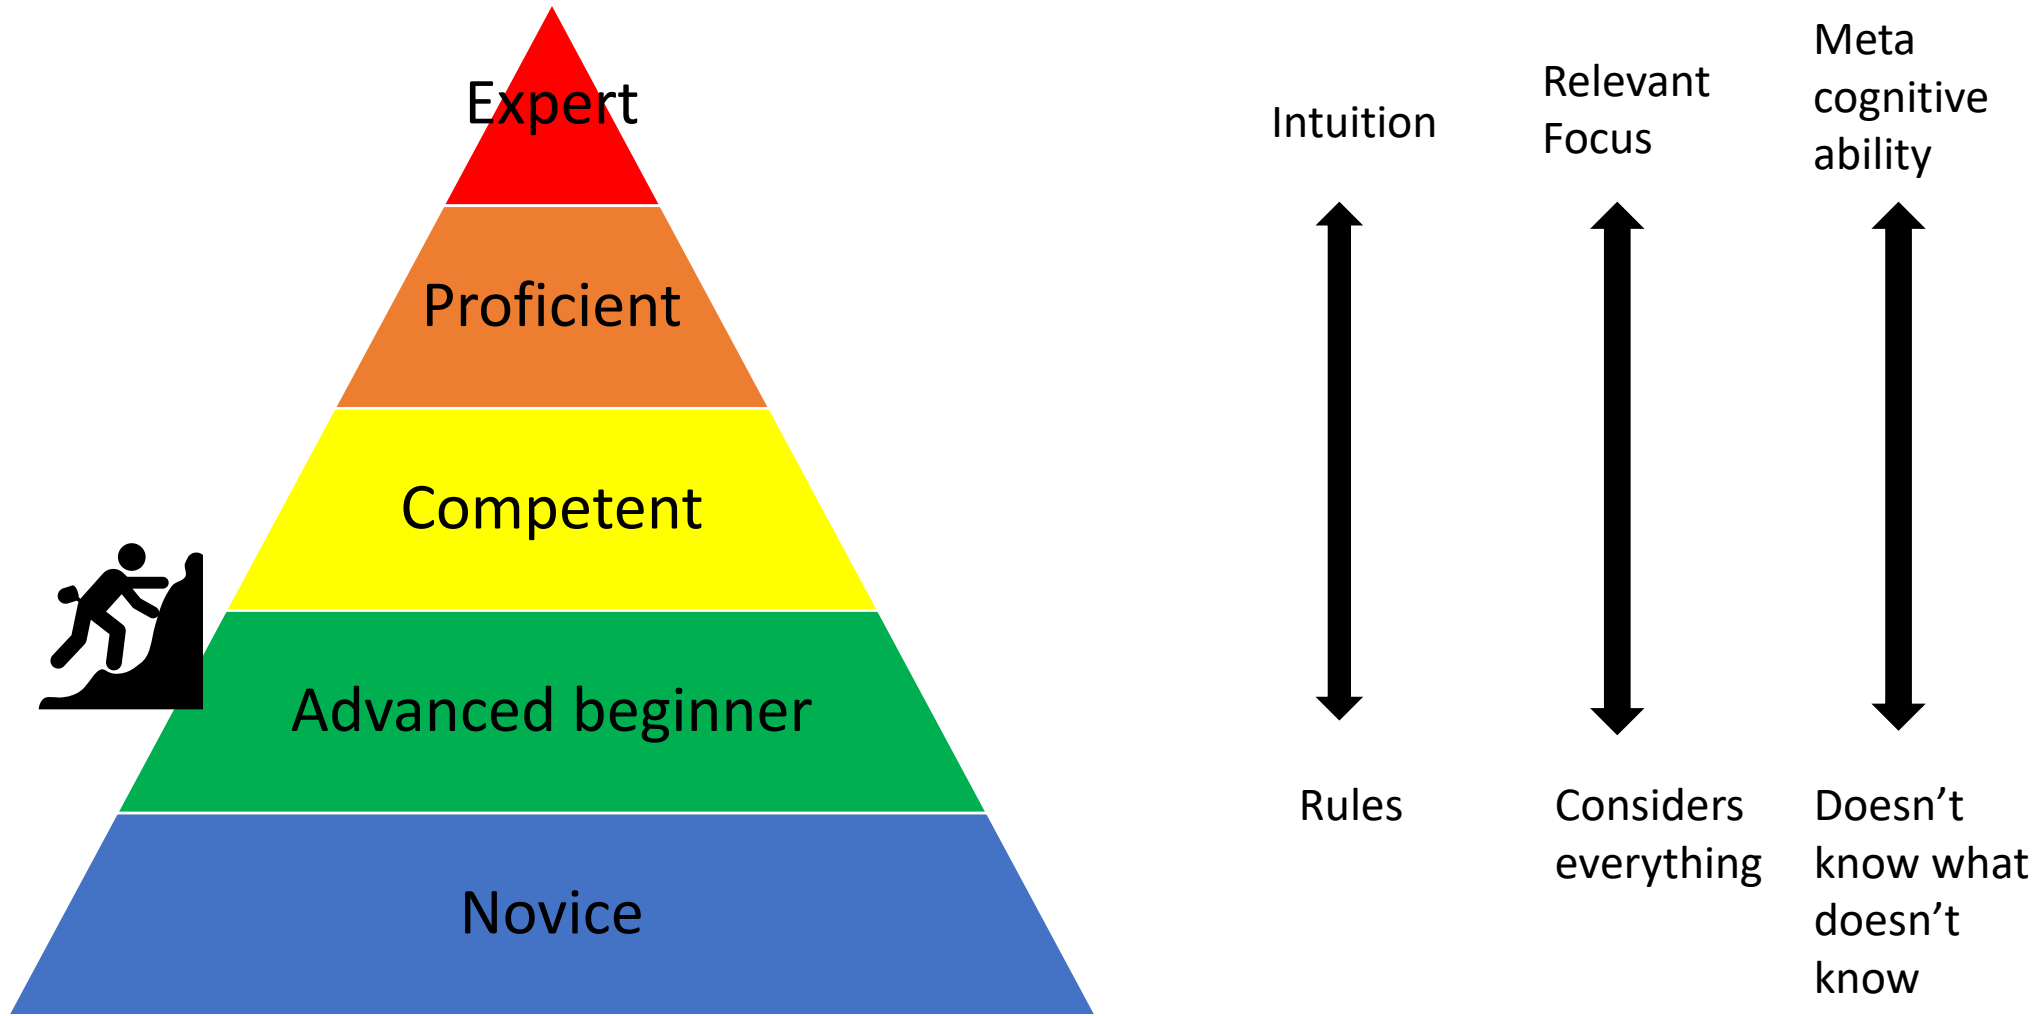 Expert
Proficient
Competent
Advanced beginner
Novice
Intuition
Rules
Relevant
Focus
Considers
everything
Meta
cognitive
ability
Doesn’t
know what
doesn’t
know